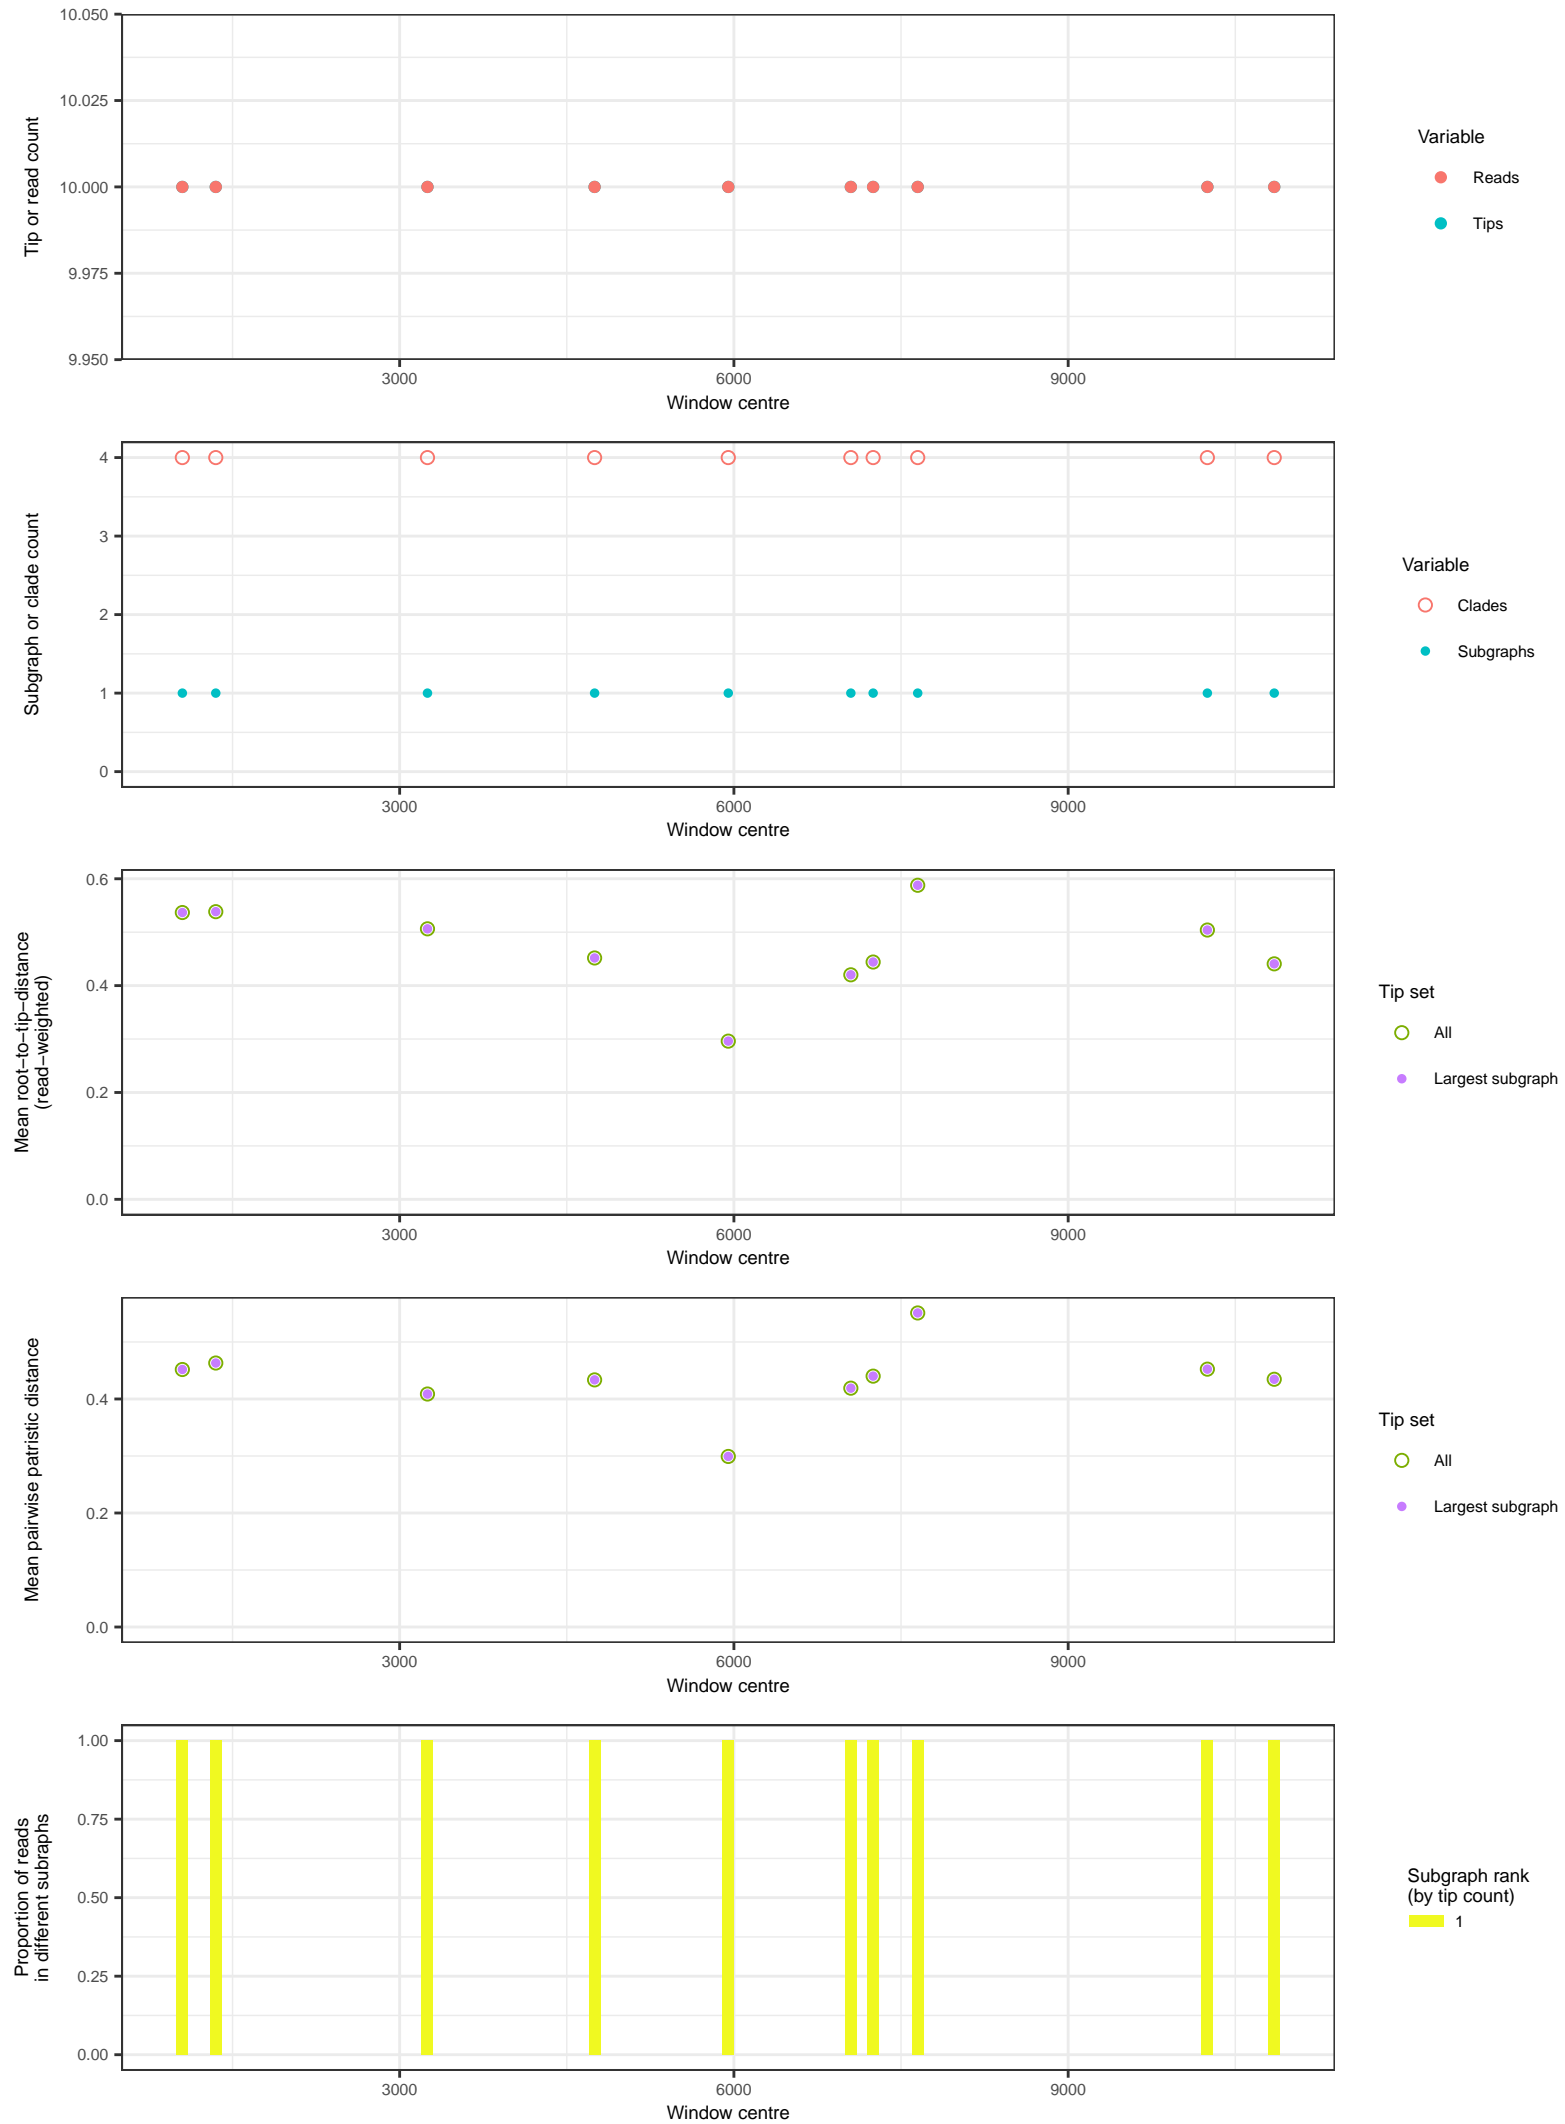 10.050
10.025
10.000
9.975
9.950
Tip or read count
3000
6000
9000
Window centre
Variable
Reads
Tips
4
3
2
1
0
Subgraph or clade count
3000
6000
9000
Window centre
Variable
Clades
Subgraphs
0.6
0.4
0.2
0.0
Mean root−to−tip−distance
(read−weighted)
3000
6000
9000
Window centre
Tip set
All
Largest subgraph
0.4
0.2
0.0
Mean pairwise patristic distance
3000
6000
9000
Window centre
Tip set
All
Largest subgraph
1.00
0.75
0.50
0.25
0.00
Proportion of reads
in different subraphs
3000
6000
9000
Window centre
Subgraph rank
(by tip count)
1